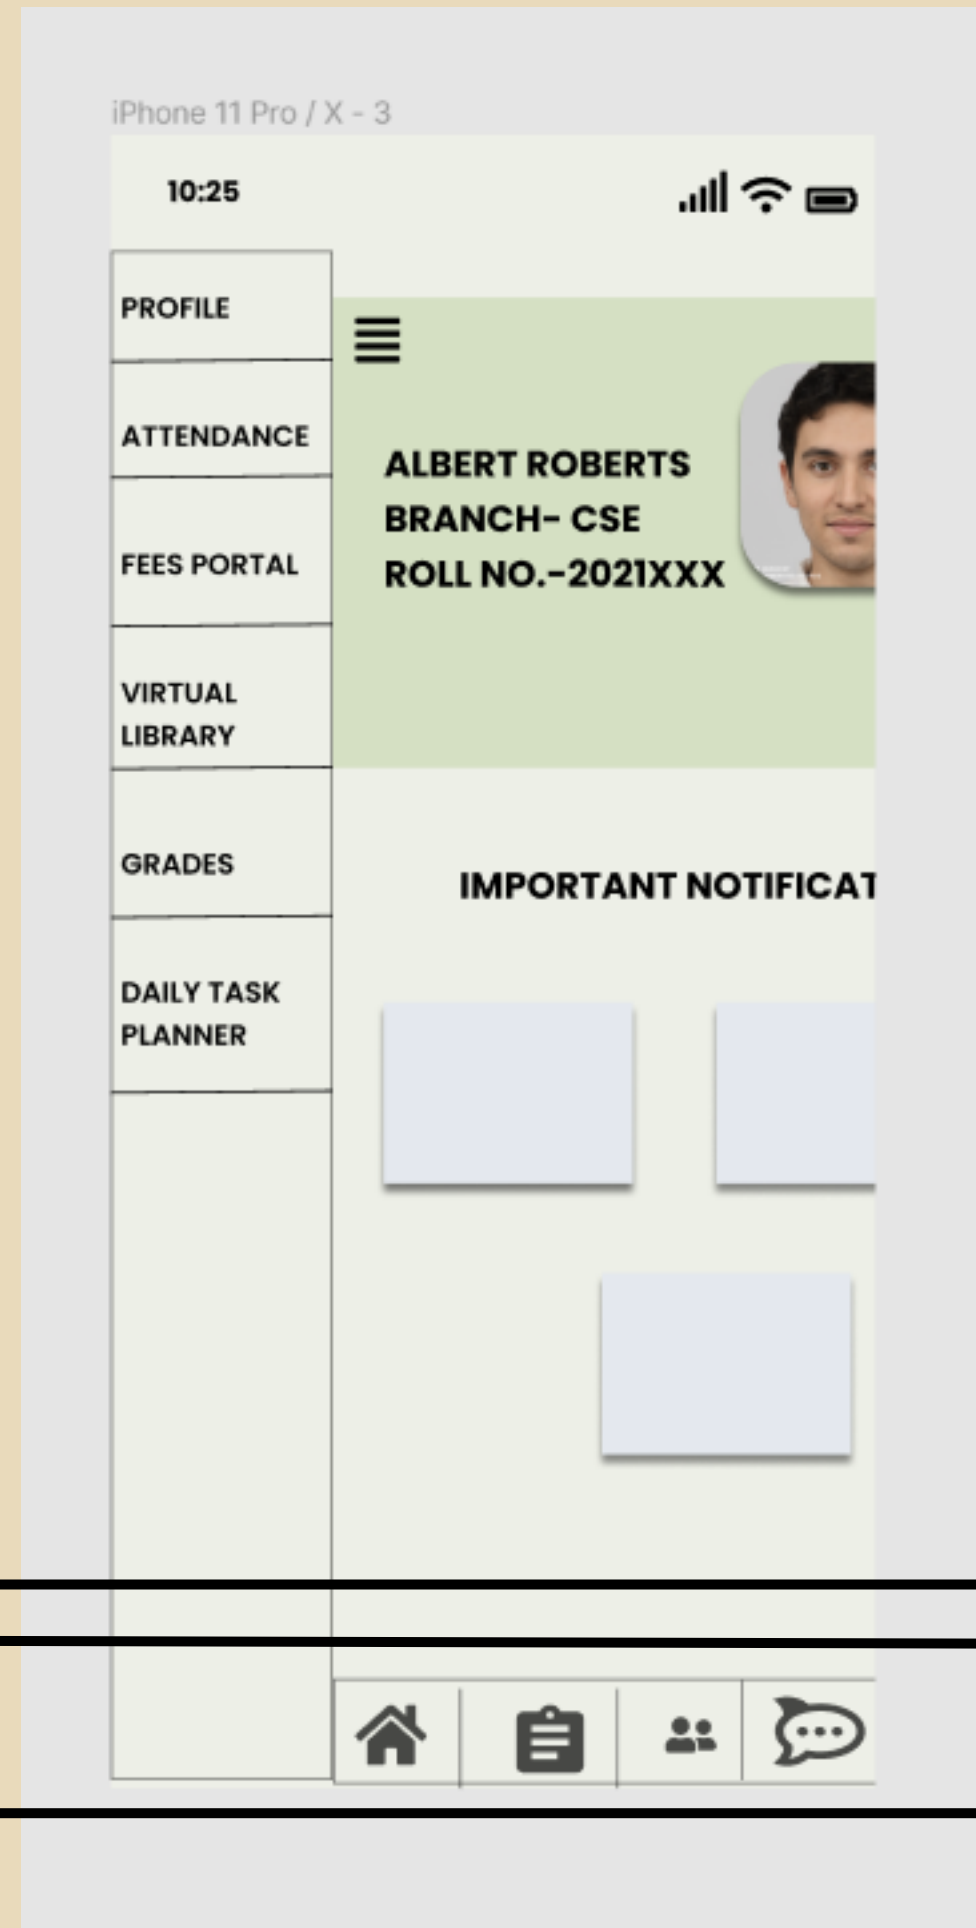 iPhone 11 Pro / X - 3
10:25
PROFILE
ATTENDANCE
FEES PORTAL
VIRTUAL
LIBRARY
GRADES
DAILY TASK
PLANNER
ALBERT ROBERTS
BRANCH- CSE
ROLL NO.-2021XXX
IMPORTANT NOTIFICAT